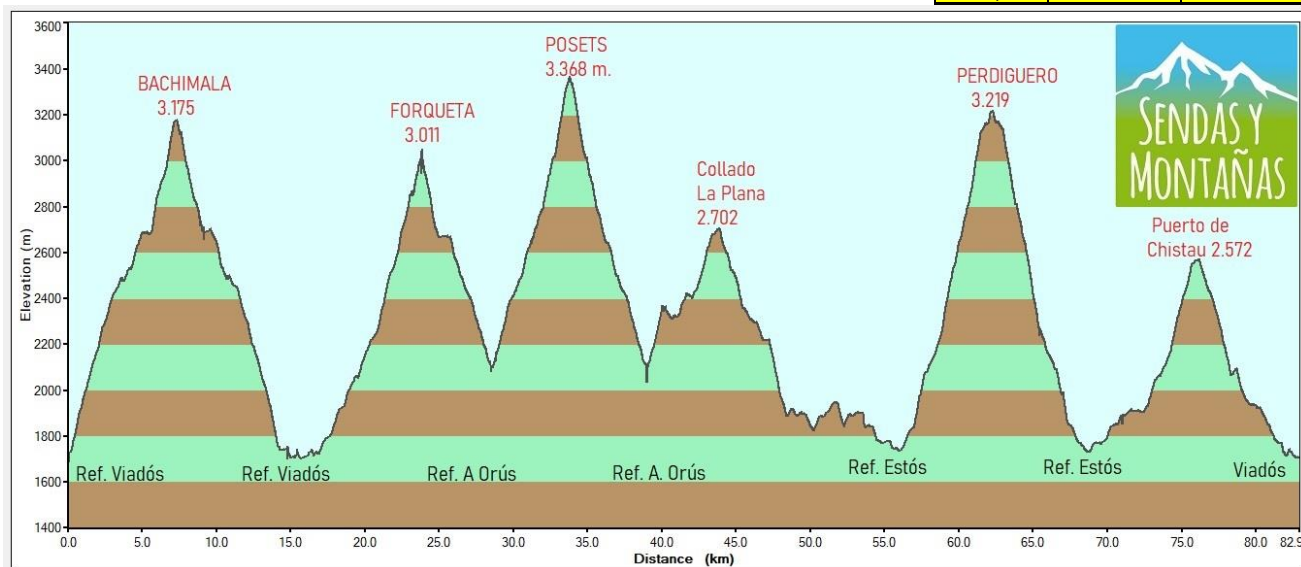 3600
3400
3200
3000
2800
2600
2400
2200
2000
1800
1600
1400
Elevation (m)
BACHIMALA
3.175
FORQUETA
3.011
POSETS
3.368 m.
Collado
La Plana
2.702
PERDIGUERO
3.219
SENDAS Y
MONTAÑAS
Puerto de
Chistau 2.572
Ref. Viadós
Ref. Viadós
Ref. A Orús
Ref. A. Orús
Ref. Estós
Ref. Estós
Viadós
0.0 5.0 10.0 15.0 20.0 25.0 30.0 35.0 40.0 45.0 50.0 55.0 60.0 65.0 70.0 75.0 80.0 82.9
Distance (km)